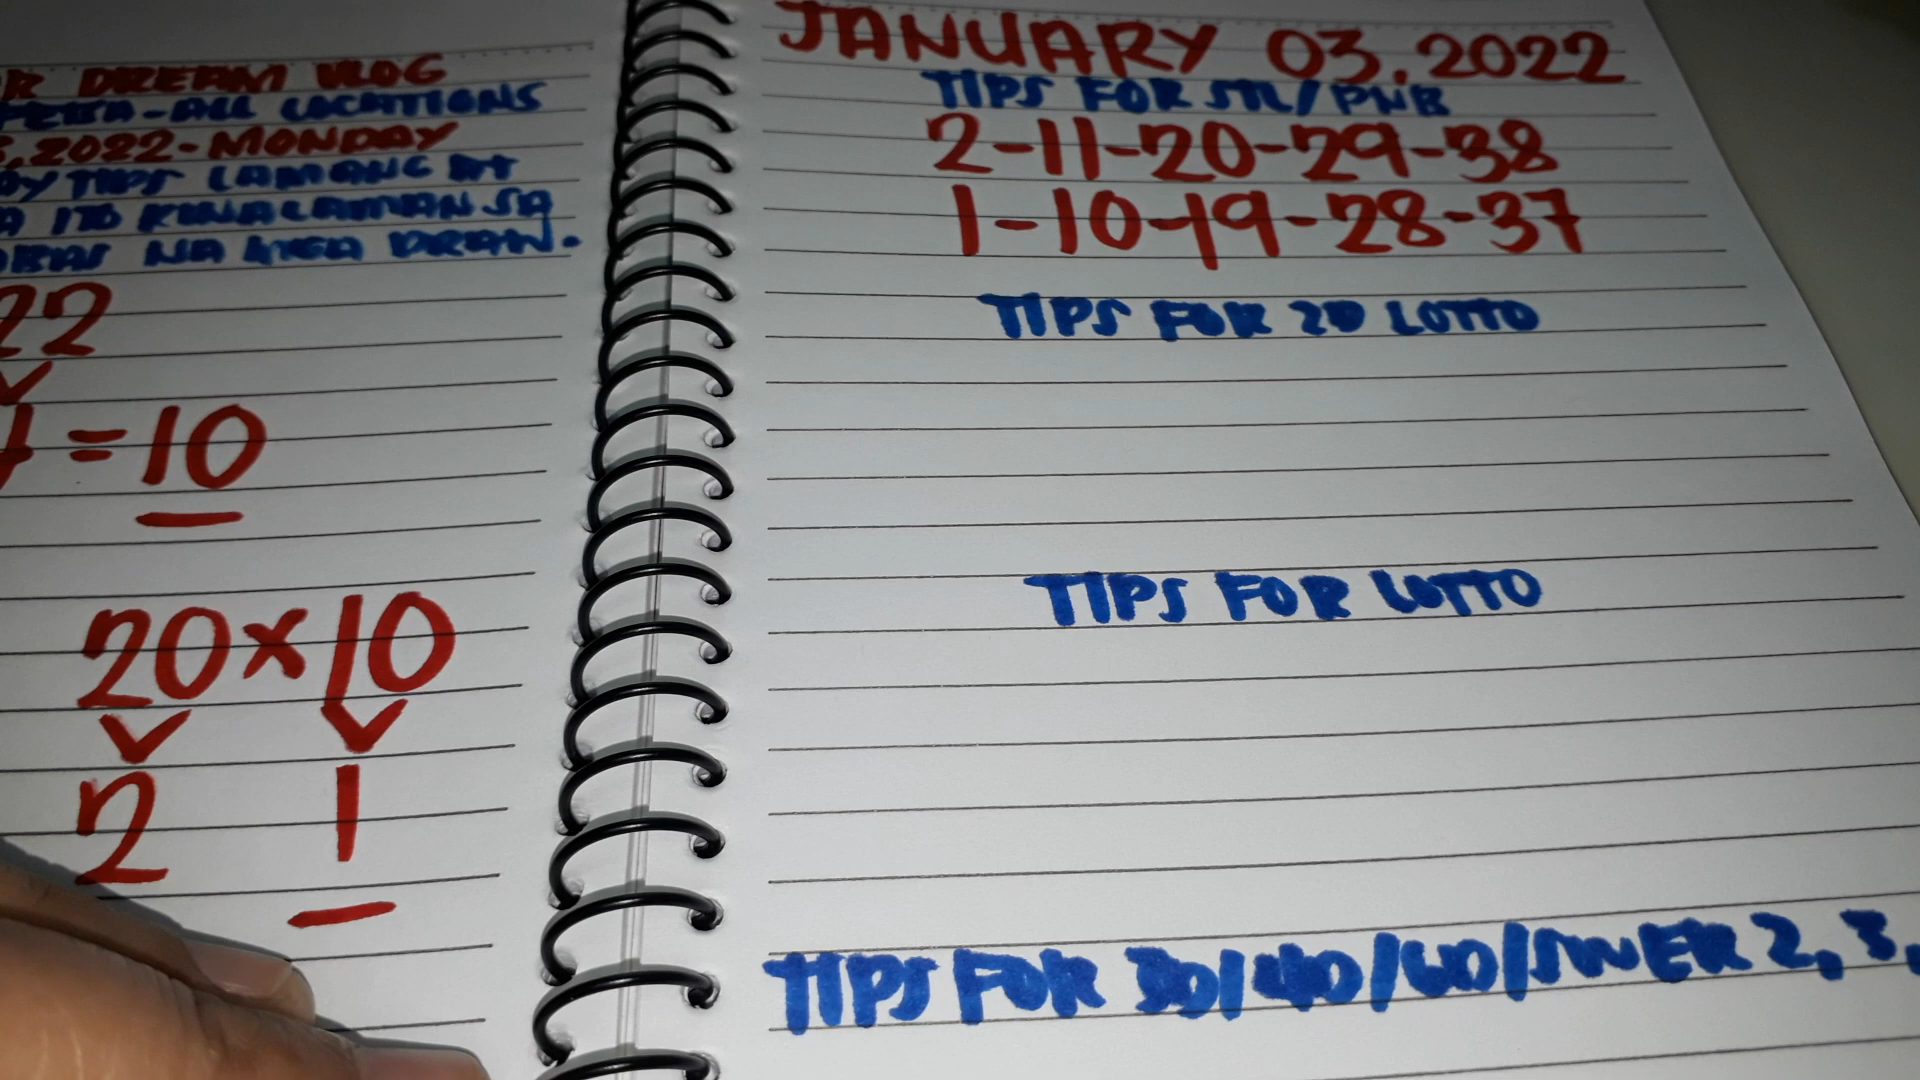 R DREAM VLOG
-ALL LOCATIONS
,2022-MONDAY
TIPS LAMANG AT
A ITO KINALAMAN SA
NA MGA DRAW.
22
=10
20x10
2 1
JANUARY 03, 2022
TIPS FOR STL/PNB
2-11-20-29-38
1-10-19-28-37
TIPS FOR 2D LOTTO
TIPS FOR LOTTO
TIPS FOR 3D/4D/6D/SWER 2, 3,